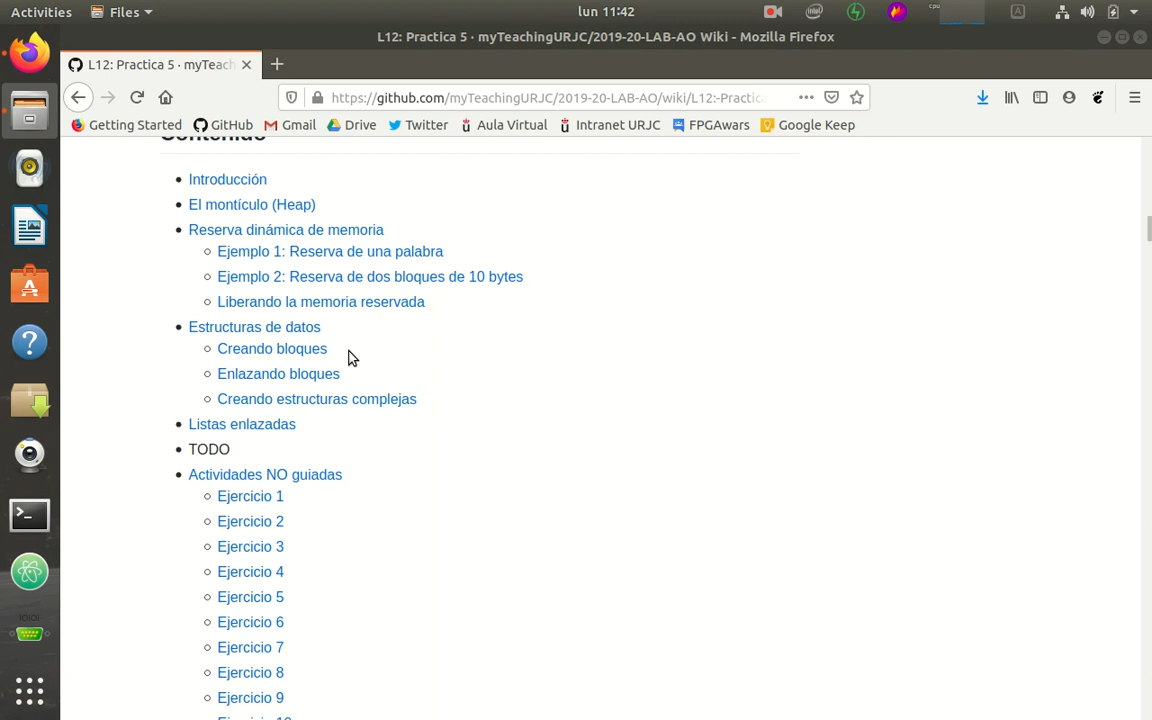 Activities Files lun 11:42 cpu A
L12: Practica 5 · myTeachingURJC/2019-20-LAB-AO Wiki - Mozilla Firefox
L12: Practica 5 · myTeach
https://github.com/myTeachingURJC/2019-20-LAB-AO/wiki/L12:-Practica
Getting Started GitHub Gmail Drive Twitter Aula Virtual Intranet URJC FPGAwars Google Keep
Contenido
Introducción
El montículo (Heap)
Reserva dinámica de memoria
Ejemplo 1: Reserva de una palabra
Ejemplo 2: Reserva de dos bloques de 10 bytes
Liberando la memoria reservada
Estructuras de datos
Creando bloques
Enlazando bloques
Creando estructuras complejas
Listas enlazadas
TODO
Actividades NO guiadas
Ejercicio 1
Ejercicio 2
Ejercicio 3
Ejercicio 4
Ejercicio 5
Ejercicio 6
Ejercicio 7
Ejercicio 8
Ejercicio 9
Ejercicio 10